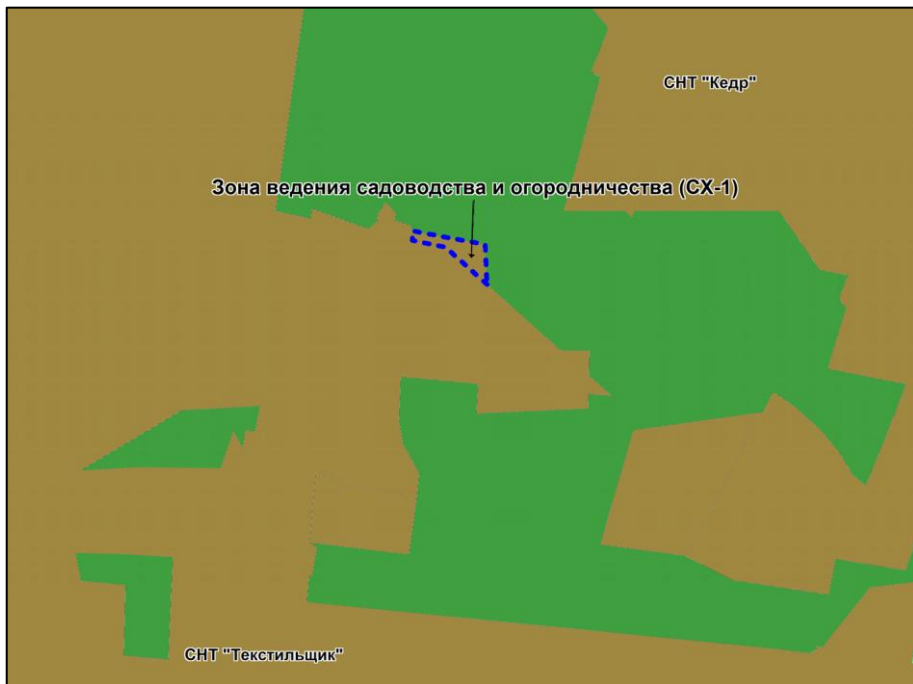 СНТ "Кедр"
Зона ведения садоводства и огородничества (СХ-1)
СНТ "Текстильщик"